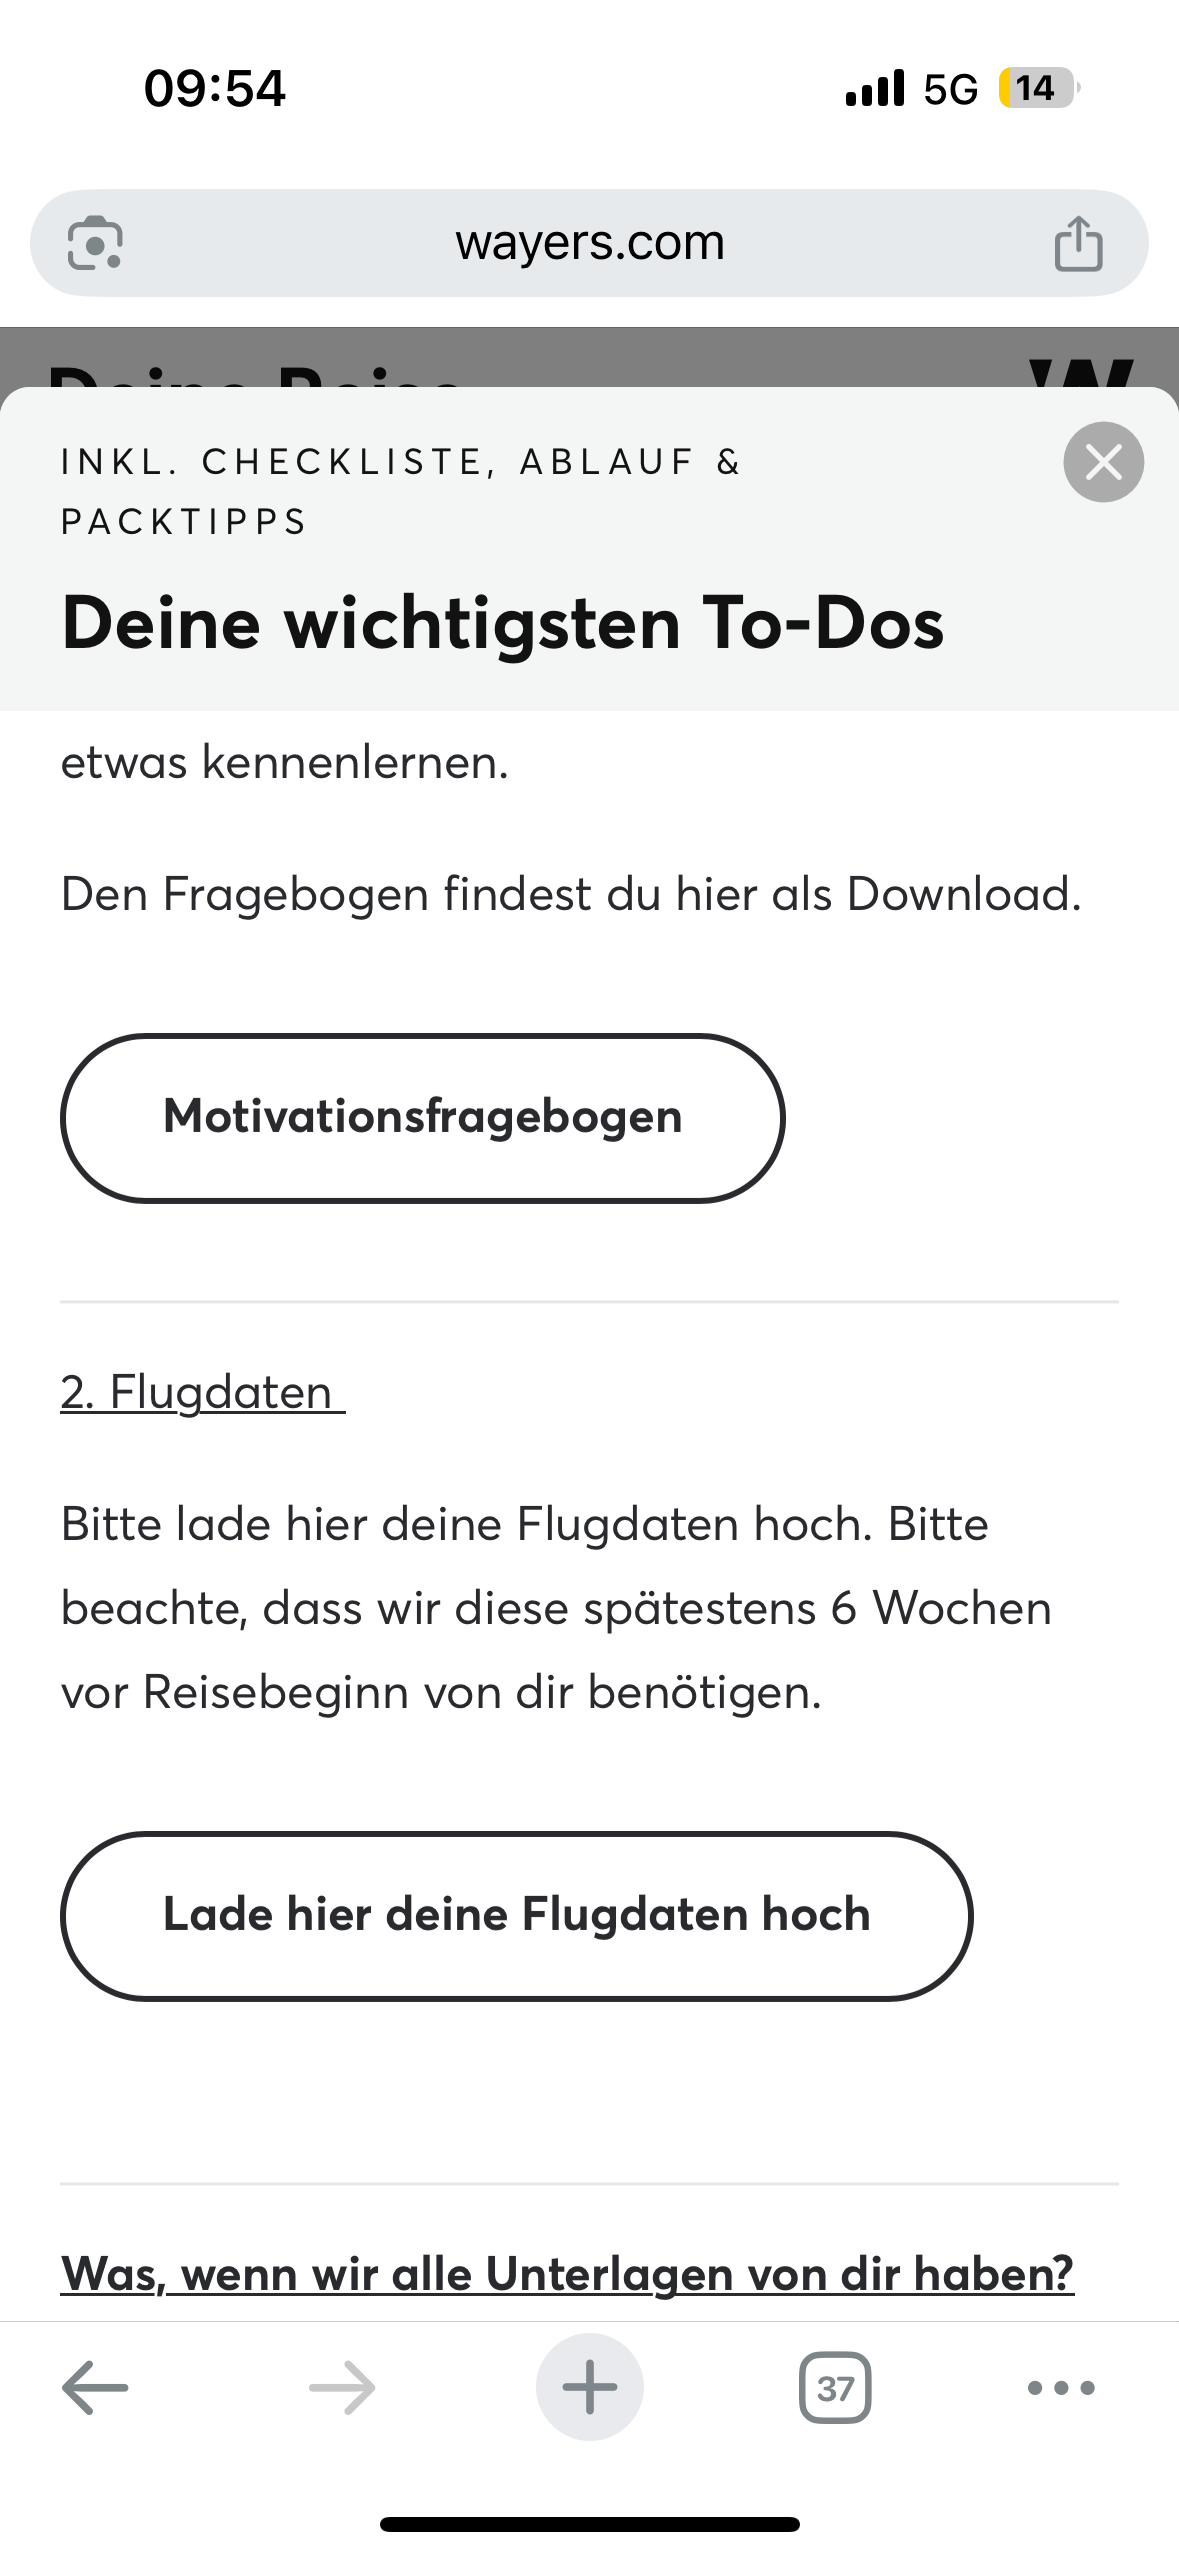 09:54
5G
14
wayers.com
Deine Reise
W
INKL. CHECKLISTE, ABLAUF &
PACKTIPPS
Deine wichtigsten To-Dos
etwas kennenlernen.
Den Fragebogen findest du hier als Download.
Motivationsfragebogen
2. Flugdaten
Bitte lade hier deine Flugdaten hoch. Bitte
beachte, dass wir diese spätestens 6 Wochen
vor Reisebeginn von dir benötigen.
Lade hier deine Flugdaten hoch
Was, wenn wir alle Unterlagen von dir haben?
37